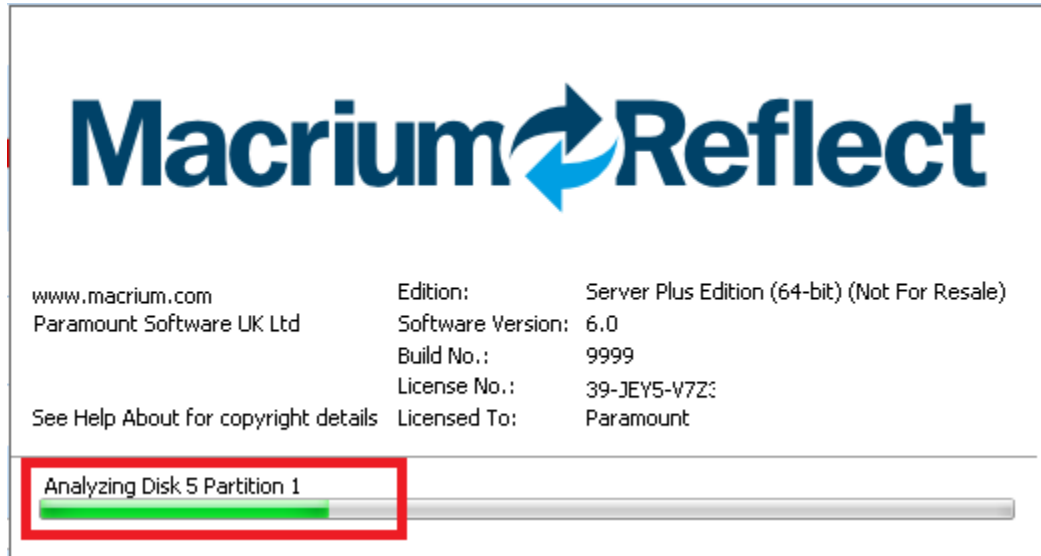 Macrium Reflect
www.macrium.com
Paramount Software UK Ltd
See Help About for copyright details
Edition: Server Plus Edition (64-bit) (Not For Resale)
Software Version: 6.0
Build No.: 9999
License No.: 39-JEY5-V7Z3
Licensed To: Paramount
Analyzing Disk 5 Partition 1